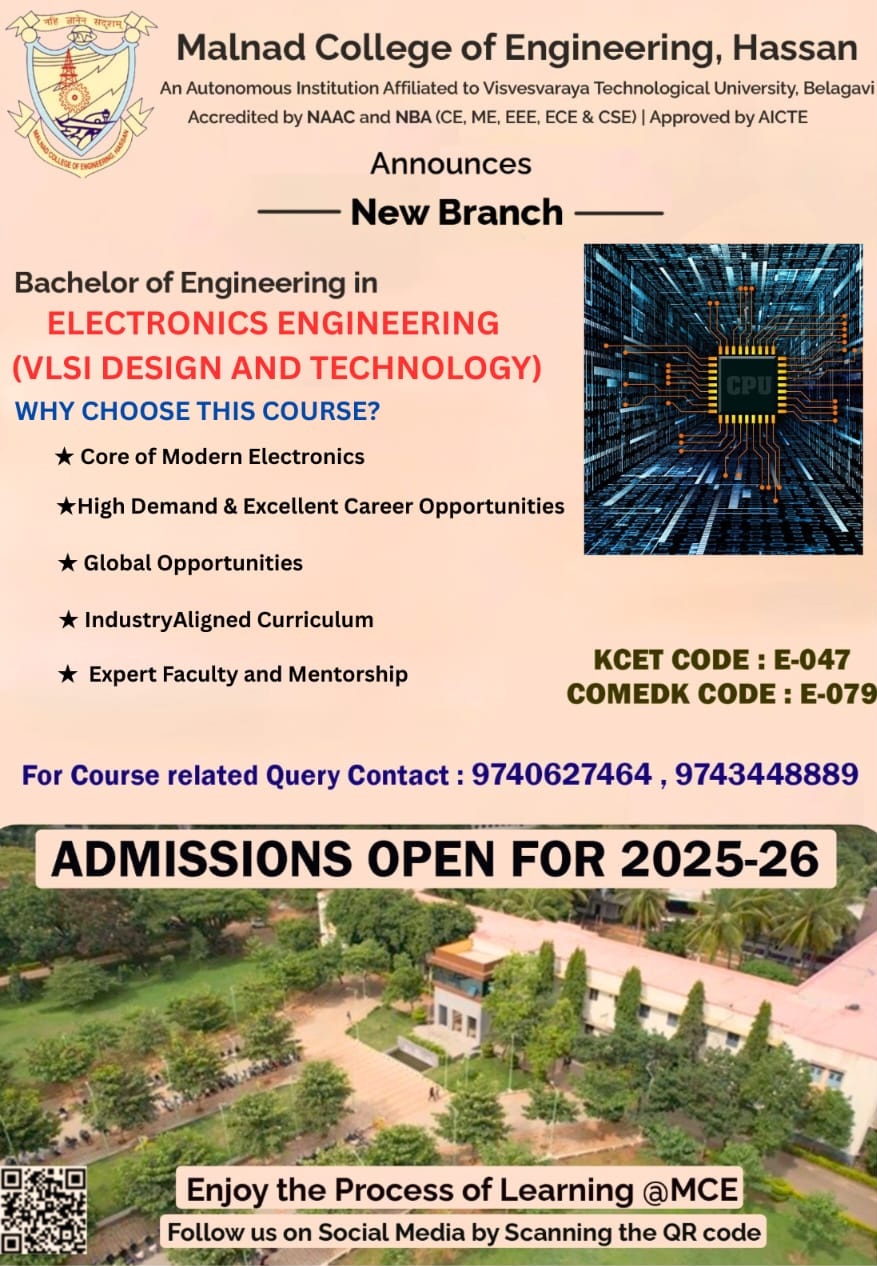 नहि ज्ञानेन सदृशम्
MALNAD COLLEGE OF ENGINEERING, HASSAN
Malnad College of Engineering, Hassan
An Autonomous Institution Affiliated to Visvesvaraya Technological University, Belagavi
Accredited by NAAC and NBA (CE, ME, EEE, ECE & CSE) | Approved by AICTE
Announces
New Branch
Bachelor of Engineering in
ELECTRONICS ENGINEERING
(VLSI DESIGN AND TECHNOLOGY)
WHY CHOOSE THIS COURSE?
★ Core of Modern Electronics
★High Demand & Excellent Career Opportunities
★ Global Opportunities
★ IndustryAligned Curriculum
★ Expert Faculty and Mentorship
CPU
KCET CODE : E-047
COMEDK CODE : E-079
For Course related Query Contact : 9740627464 , 9743448889
ADMISSIONS OPEN FOR 2025-26
Enjoy the Process of Learning @MCE
Follow us on Social Media by Scanning the QR code